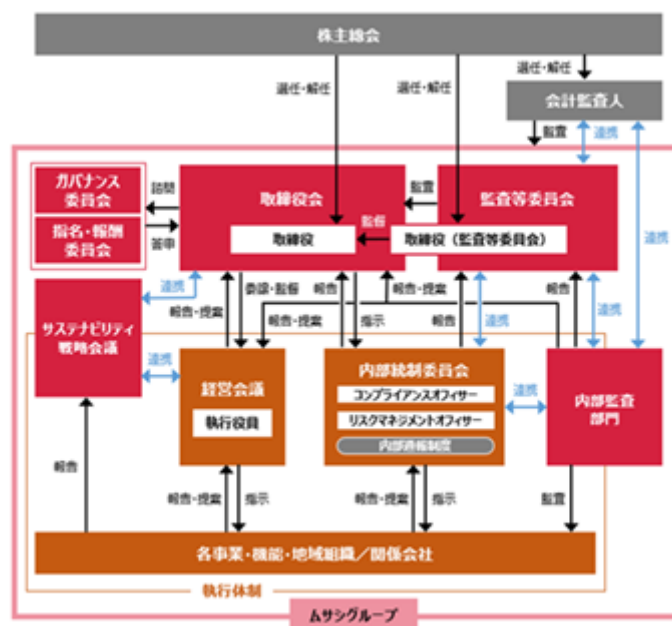 株主総会
選任・解任
選任・解任
選任・解任
会計監査人
監査
連携
ガバナンス
委員会
指名・報酬
委員会
諮問
答申
取締役会
取締役
監査
監督
監査等委員会
取締役（監査等委員会）
連携
連携
報告・提案
委譲・監督
報告・提案
報告
指示
報告・提案
報告
連携
報告
連携
サステナビリティ
戦略会議
連携
経営会議
執行役員
内部統制委員会
コンプライアンスオフィサー
リスクマネジメントオフィサー
内部通報制度
連携
内部監査
部門
報告
報告・提案
指示
報告・提案
指示
監査
各事業・機能・地域組織／関係会社
執行体制
ムサシグループ